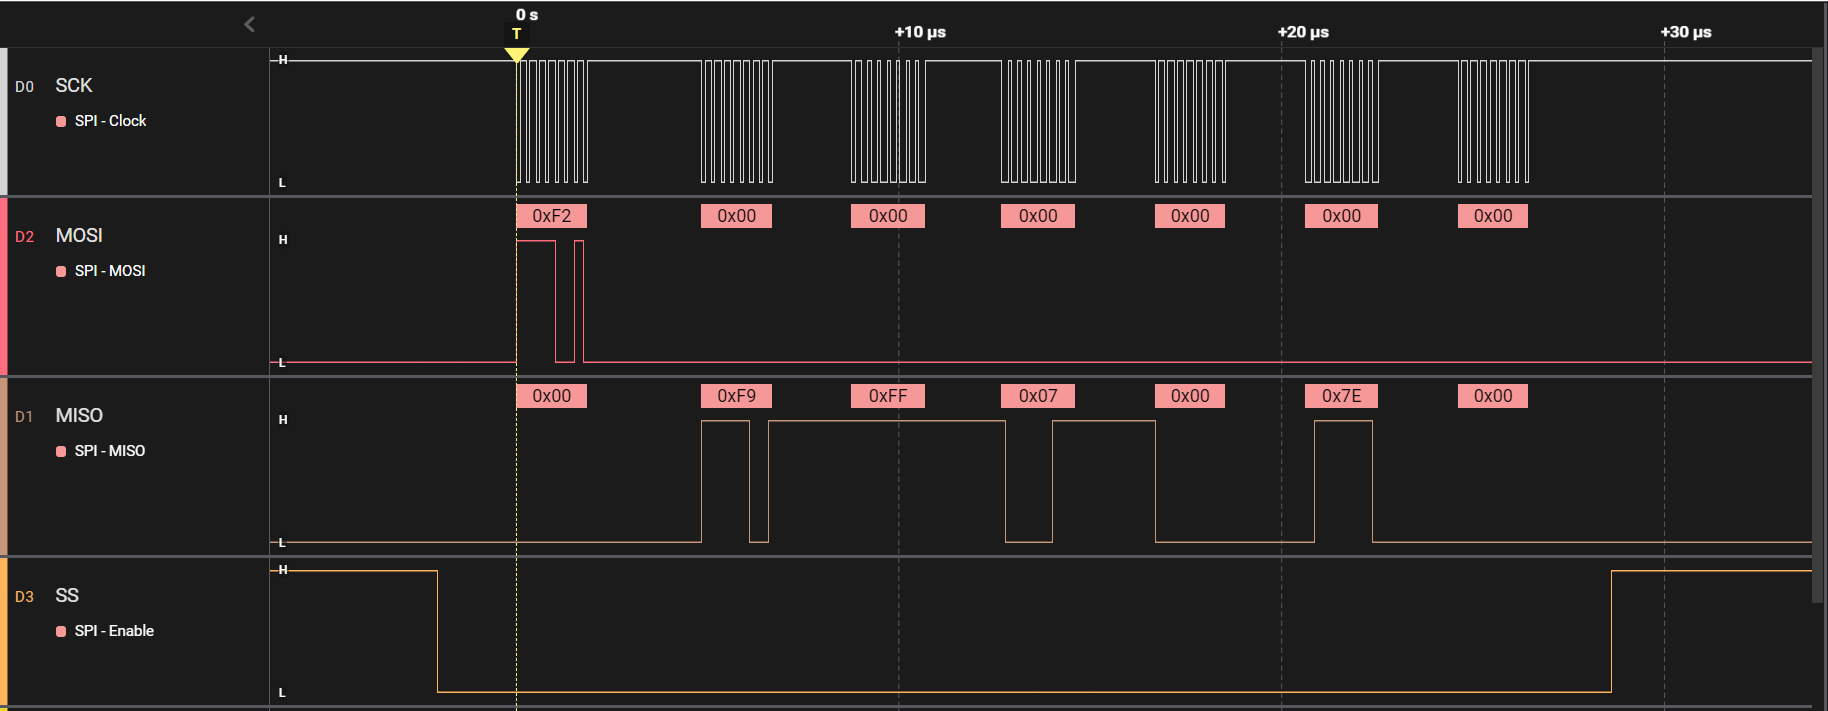 0 s
T
+10 µs
+20 µs
+30 µs
D0 SCK
SPI - Clock
H
L
D2 MOSI
SPI - MOSI
H
L
0xF2 0x00 0x00 0x00 0x00 0x00 0x00
D1 MISO
SPI - MISO
H
L
0x00 0xF9 0xFF 0x07 0x00 0x7E 0x00
D3 SS
SPI - Enable
H
L